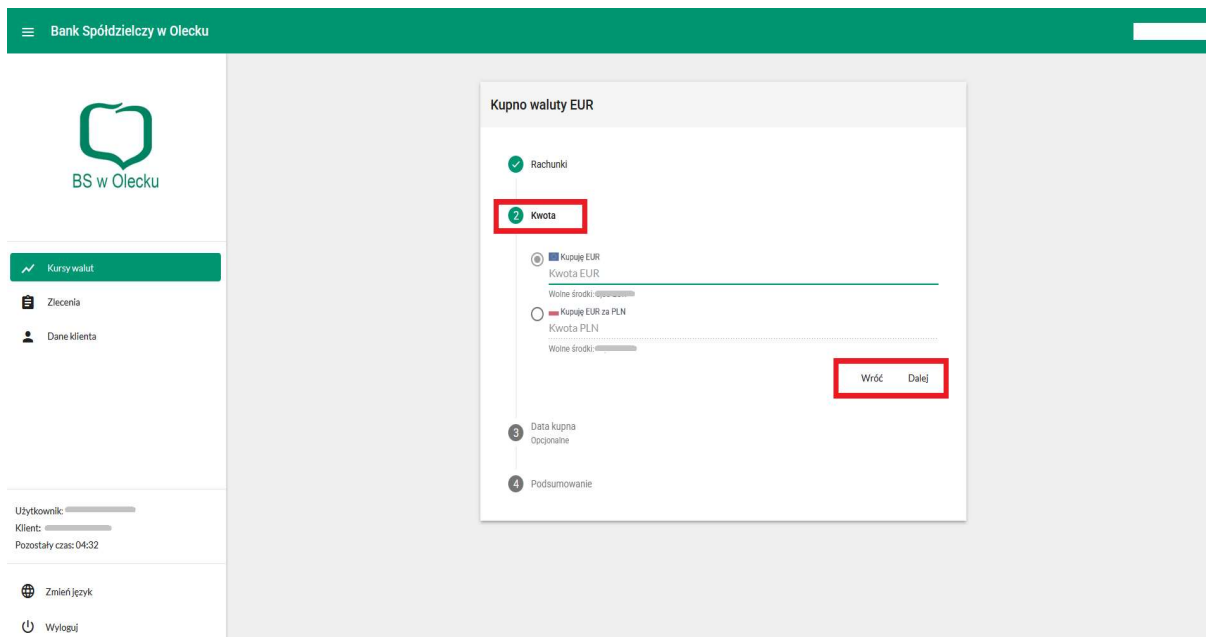 Bank Spółdzielczy w Olecku
BS w Olecku
Kursy walut
Zlecenia
Dane klienta
Użytkownik:
Klient:
Pozostały czas: 04:32
Zmień język
Wyloguj
Kupno waluty EUR
Rachunki
2 Kwota
Kupuję EUR
Kwota EUR
Wolne środki:
Kupuję EUR za PLN
Kwota PLN
Wolne środki:
Wróć Dalej
3 Data kupna
Opcjonalne
4 Podsumowanie